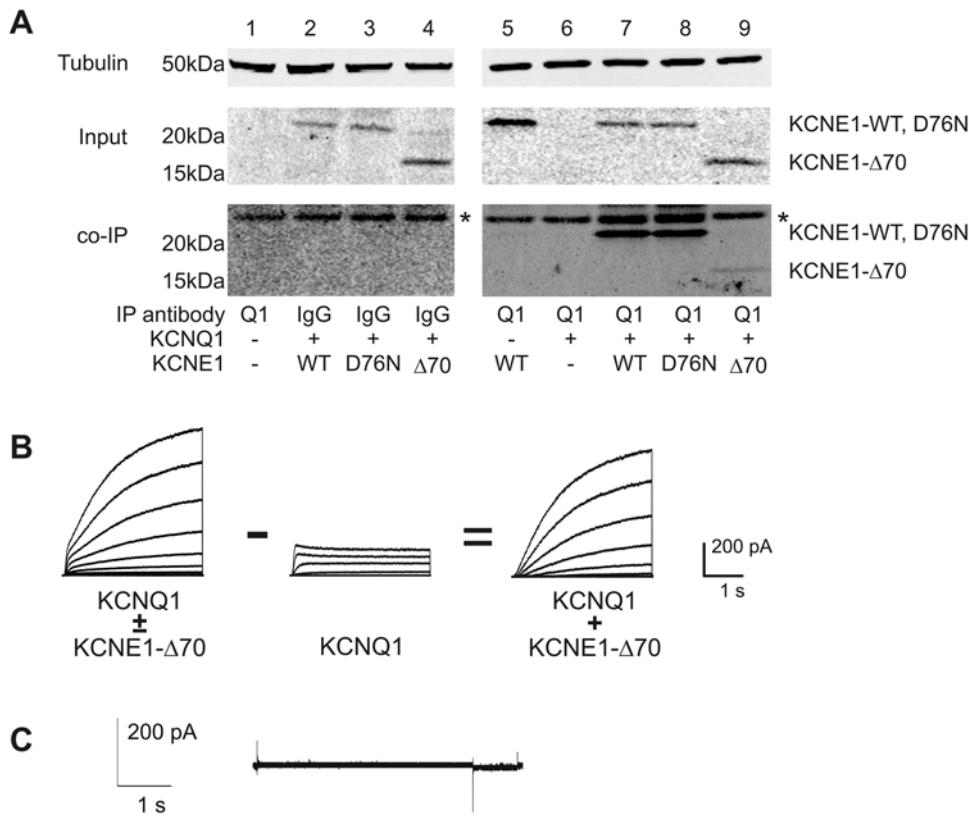 A
1 2 3 4 5 6 7 8 9
Tubulin 50kDa
Input 20kDa 15kDa KCNE1-WT, D76N
KCNE1-Δ70
* *
co-IP 20kDa 15kDa KCNE1-WT, D76N
KCNE1-Δ70
IP antibody Q1 IgG IgG IgG Q1 Q1 Q1 Q1 Q1
KCNQ1 - + + + - + + + +
KCNE1 - WT D76N Δ70 WT - WT D76N Δ70
B
- =
200 pA
1 s
KCNQ1
±
KCNE1-Δ70
KCNQ1
KCNQ1
+
KCNE1-Δ70
C
200 pA
1 s